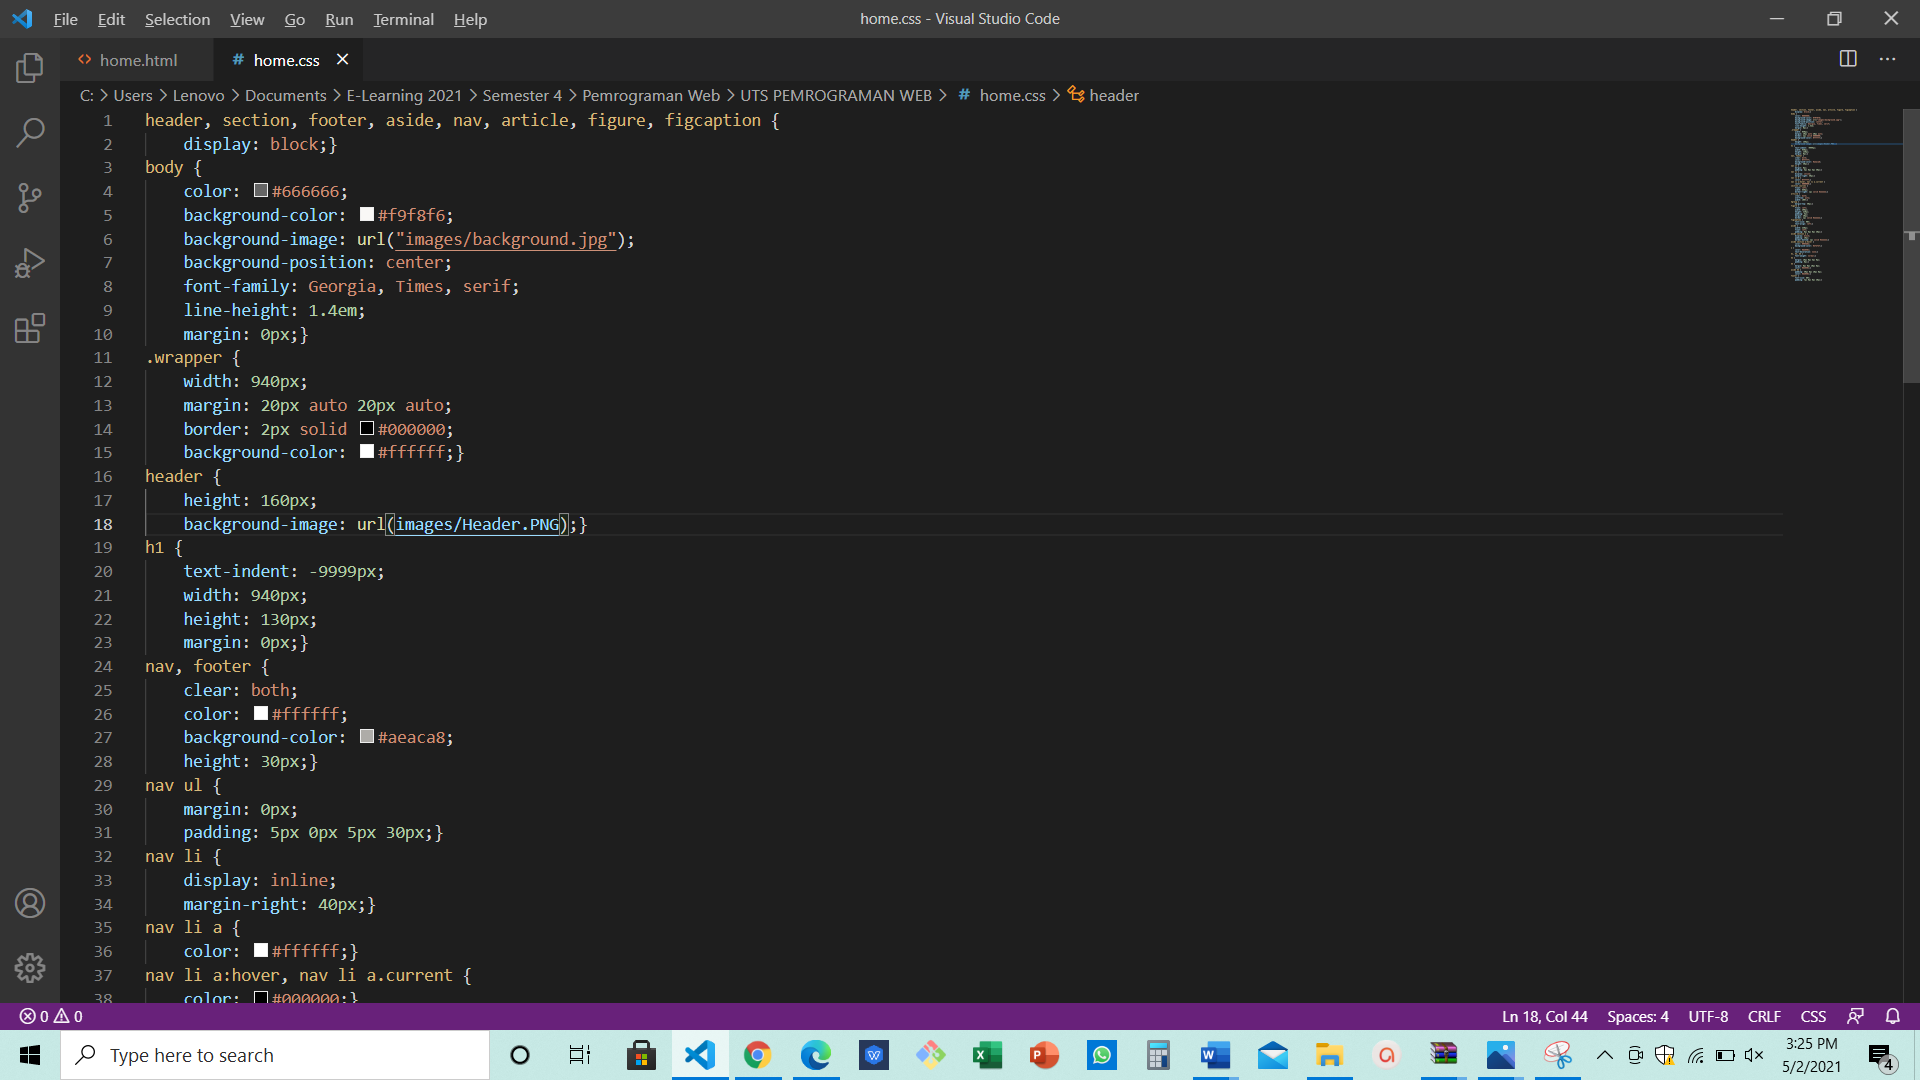 File Edit Selection View Go Run Terminal Help home.css - Visual Studio Code
home.html # home.css
C: > Users > Lenovo > Documents > E-Learning 2021 > Semester 4 > Pemrograman Web > UTS PEMROGRAMAN WEB > # home.css > header
1 header, section, footer, aside, nav, article, figure, figcaption {
2 display: block;}
3 body {
4 color: #666666;
5 background-color: #f9f8f6;
6 background-image: url("images/background.jpg");
7 background-position: center;
8 font-family: Georgia, Times, serif;
9 line-height: 1.4em;
10 margin: 0px;}
11 .wrapper {
12 width: 940px;
13 margin: 20px auto 20px auto;
14 border: 2px solid #000000;
15 background-color: #ffffff;}
16 header {
17 height: 160px;
18 background-image: url(images/Header.PNG);}
19 h1 {
20 text-indent: -9999px;
21 width: 940px;
22 height: 130px;
23 margin: 0px;}
24 nav, footer {
25 clear: both;
26 color: #ffffff;
27 background-color: #aeaca8;
28 height: 30px;}
29 nav ul {
30 margin: 0px;
31 padding: 5px 0px 5px 30px;}
32 nav li {
33 display: inline;
34 margin-right: 40px;}
35 nav li a {
36 color: #ffffff;}
37 nav li a:hover, nav li a.current {
38 color: #000000;}
0 0 Ln 18, Col 44 Spaces: 4 UTF-8 CRLF CSS
Type here to search
3:25 PM
5/2/2021
4